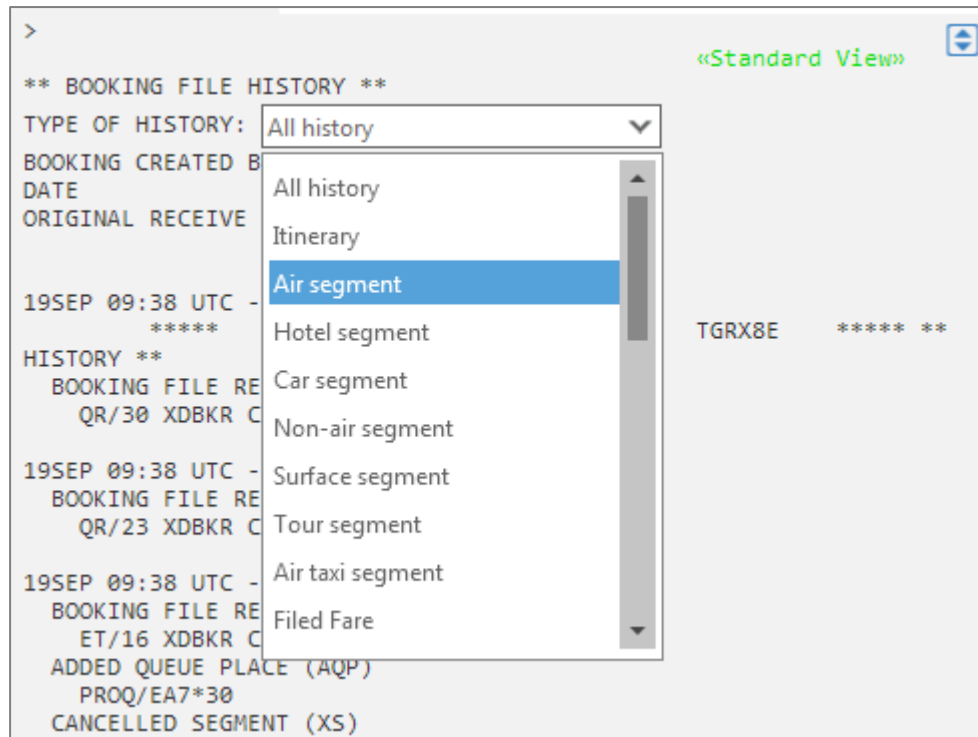 >
«Standard View»
** BOOKING FILE HISTORY **
TYPE OF HISTORY: All history
BOOKING CREATED B
DATE
ORIGINAL RECEIVE
All history
Itinerary
Air segment
Hotel segment
Car segment
Non-air segment
Surface segment
Tour segment
Air taxi segment
Filed Fare
19SEP 09:38 UTC -
***** TGRX8E ***** **
HISTORY **
BOOKING FILE RE
QR/30 XDBKR C
19SEP 09:38 UTC -
BOOKING FILE RE
QR/23 XDBKR C
19SEP 09:38 UTC -
BOOKING FILE RE
ET/16 XDBKR C
ADDED QUEUE PLACE (AQP)
PROQ/EA7*30
CANCELLED SEGMENT (XS)